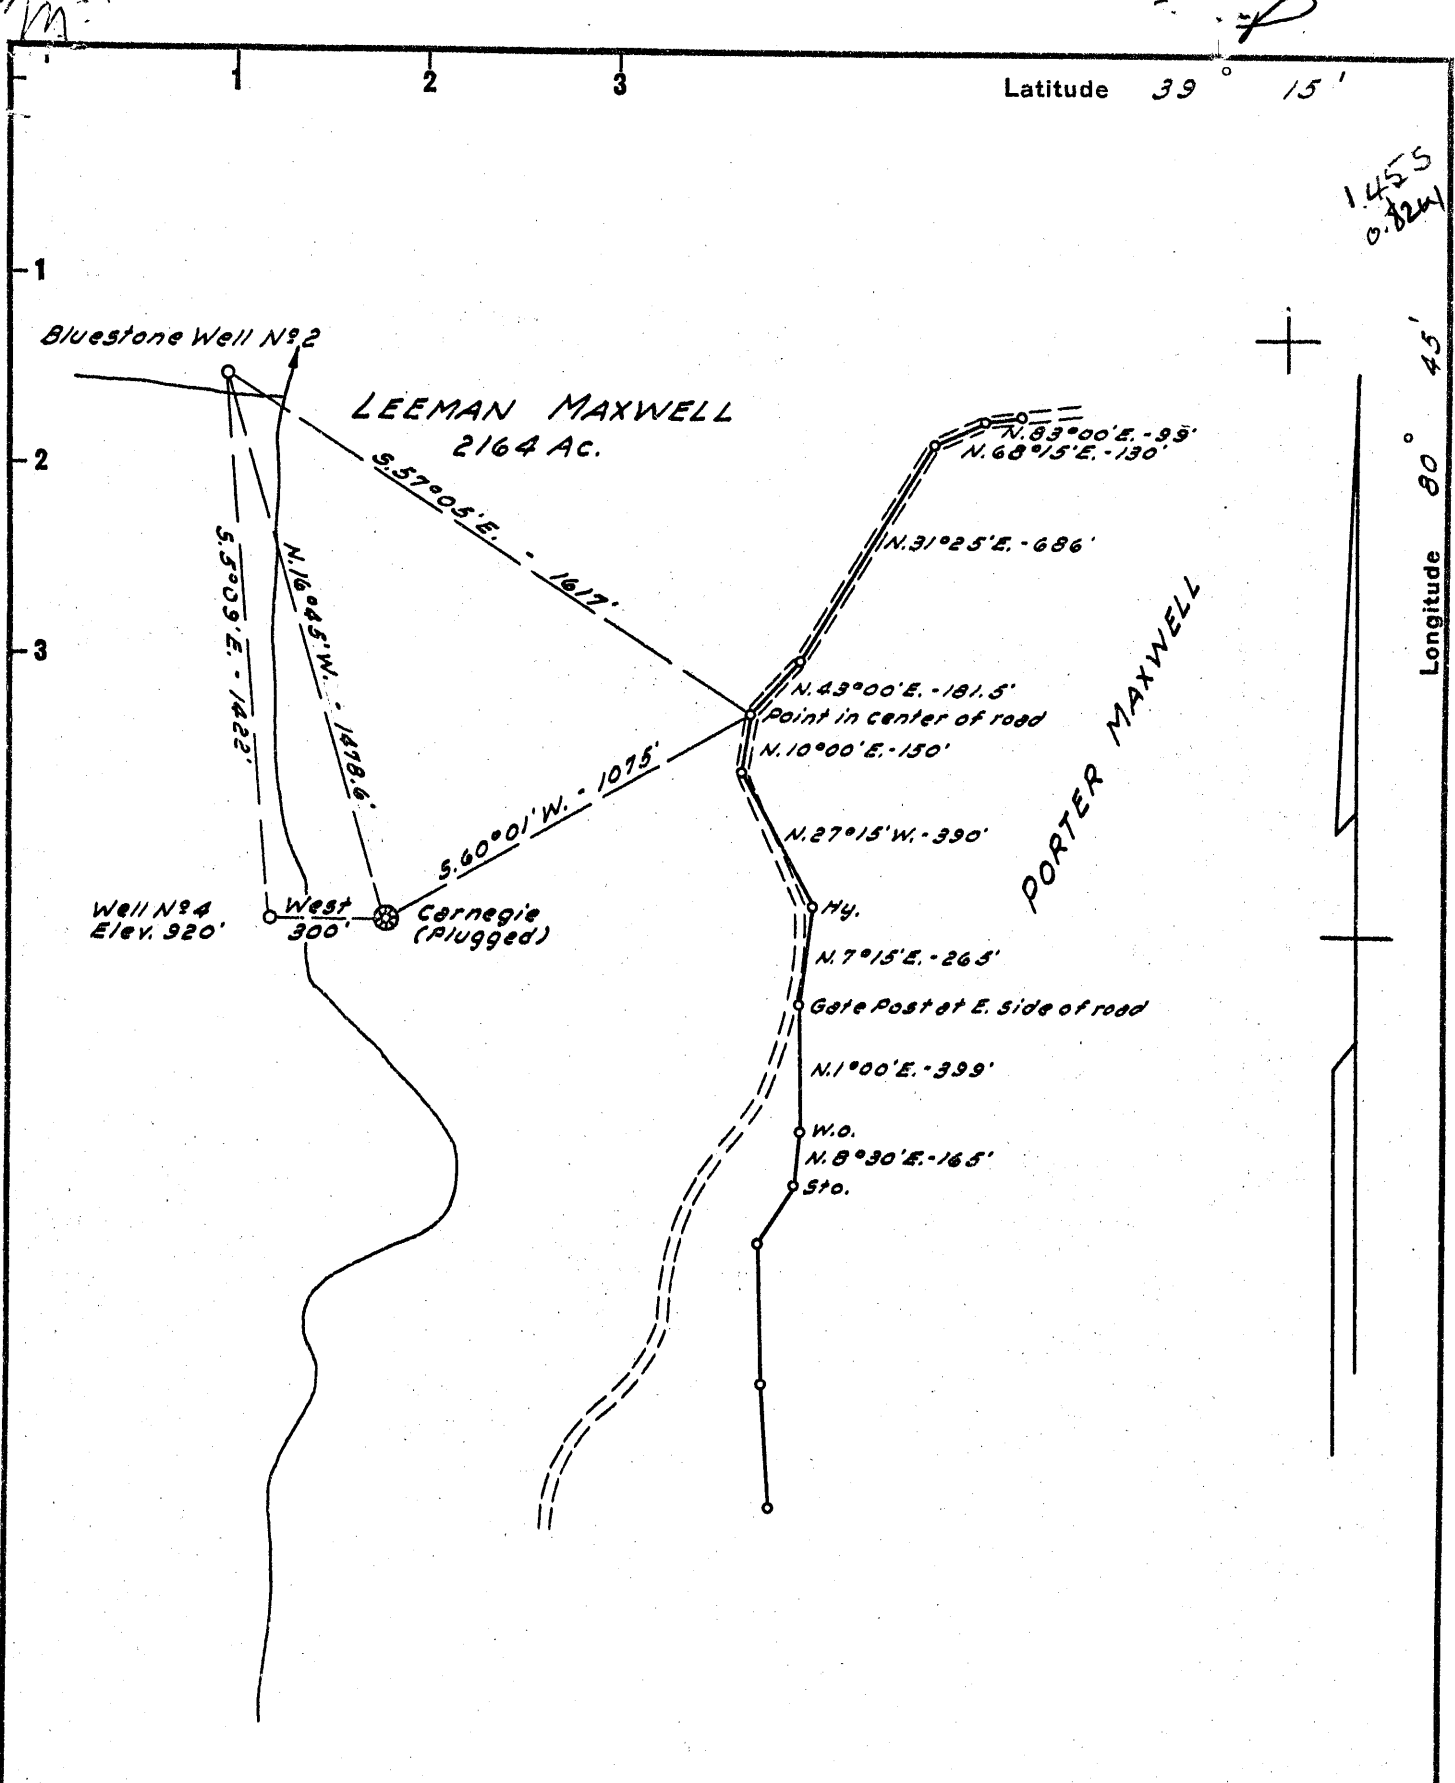 1 2 3
Latitude 39° 15'
1.45S
0.82W
1
2
3
Longitude 80° 45'
Bluestone Well Nº 2
LEEMAN MAXWELL
2164 Ac.
N.83°00'E.-99'
N.68°15'E.-130'
S.57°05'E. - 1617'
N.31°25'E.-686'
S.5°09'E. - 1422'
N.16°45'W. - 1478.6'
N.43°00'E.-181.5'
Point in center of road
N.10°00'E.-150'
S.60°01'W. - 1075'
N.27°15'W.-390'
PORTER MAXWELL
Well Nº 4
Elev. 920'
West
300'
Carnegie
(Plugged)
Hy.
N.7°15'E.-265'
Gate Post at E. side of road
N.1°00'E.-399'
W.O.
N.8°30'E.-165'
Sto.